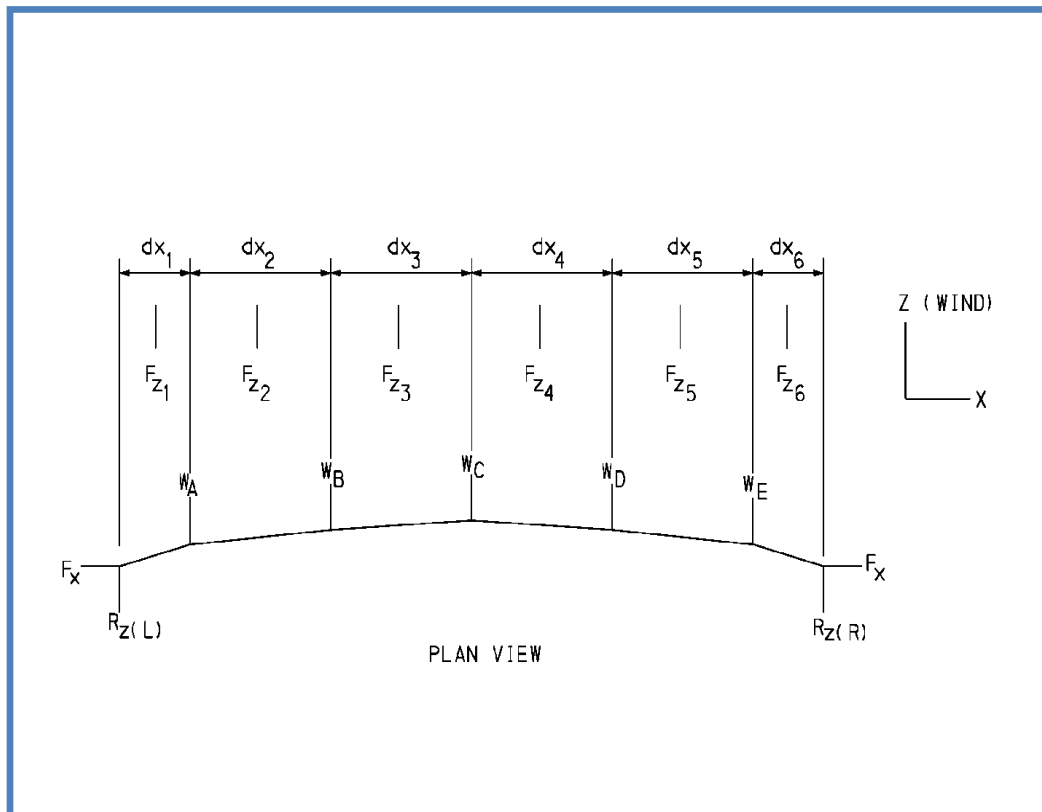 dx1 dx2 dx3 dx4 dx5 dx6
Z (WIND)
Fz1 Fz2 Fz3 Fz4 Fz5 Fz6
X
WA WB WC WD WE
Fx Fx
Rz(L) Rz(R)
PLAN VIEW